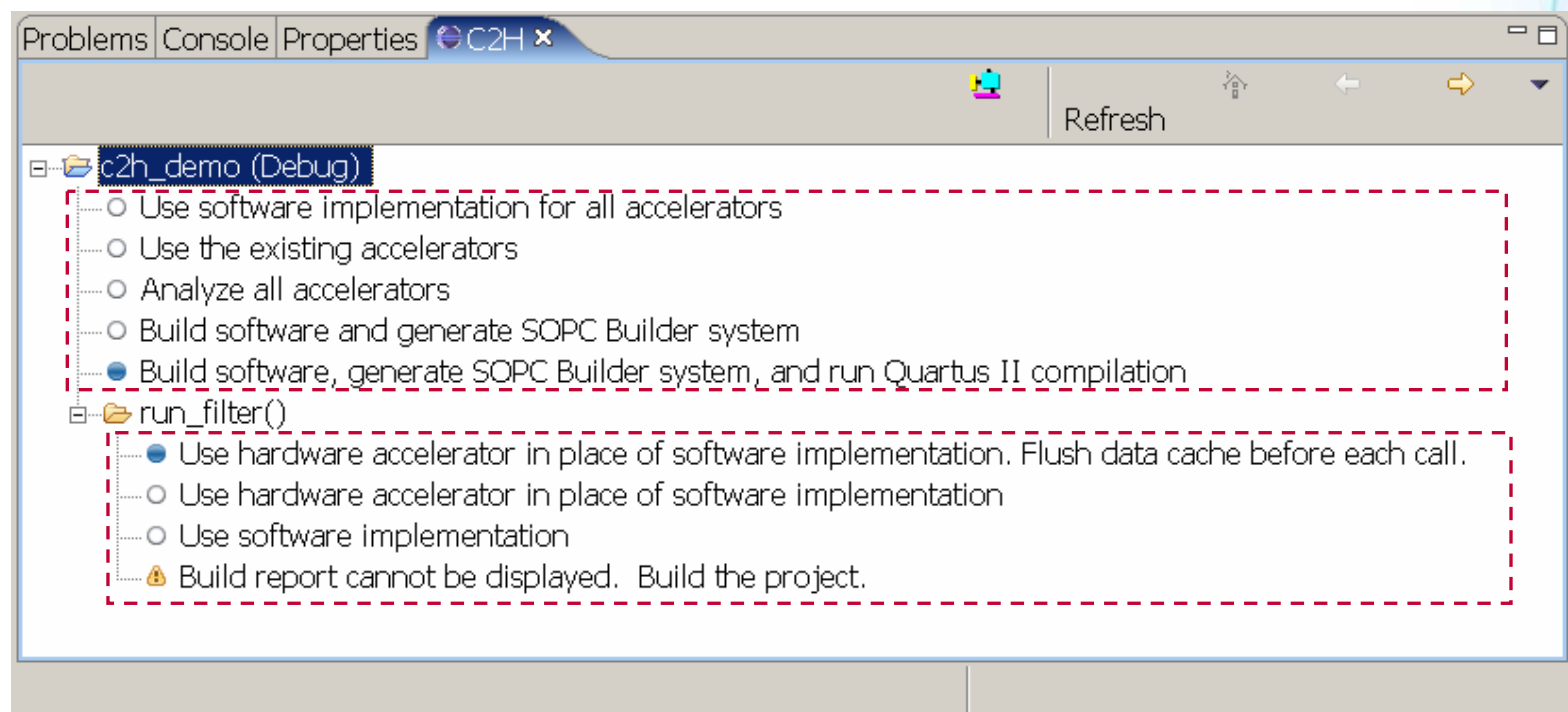 Problems Console Properties C2H
Refresh
c2h_demo (Debug)
Use software implementation for all accelerators
Use the existing accelerators
Analyze all accelerators
Build software and generate SOPC Builder system
Build software, generate SOPC Builder system, and run Quartus II compilation
run_filter()
Use hardware accelerator in place of software implementation. Flush data cache before each call.
Use hardware accelerator in place of software implementation
Use software implementation
Build report cannot be displayed.  Build the project.